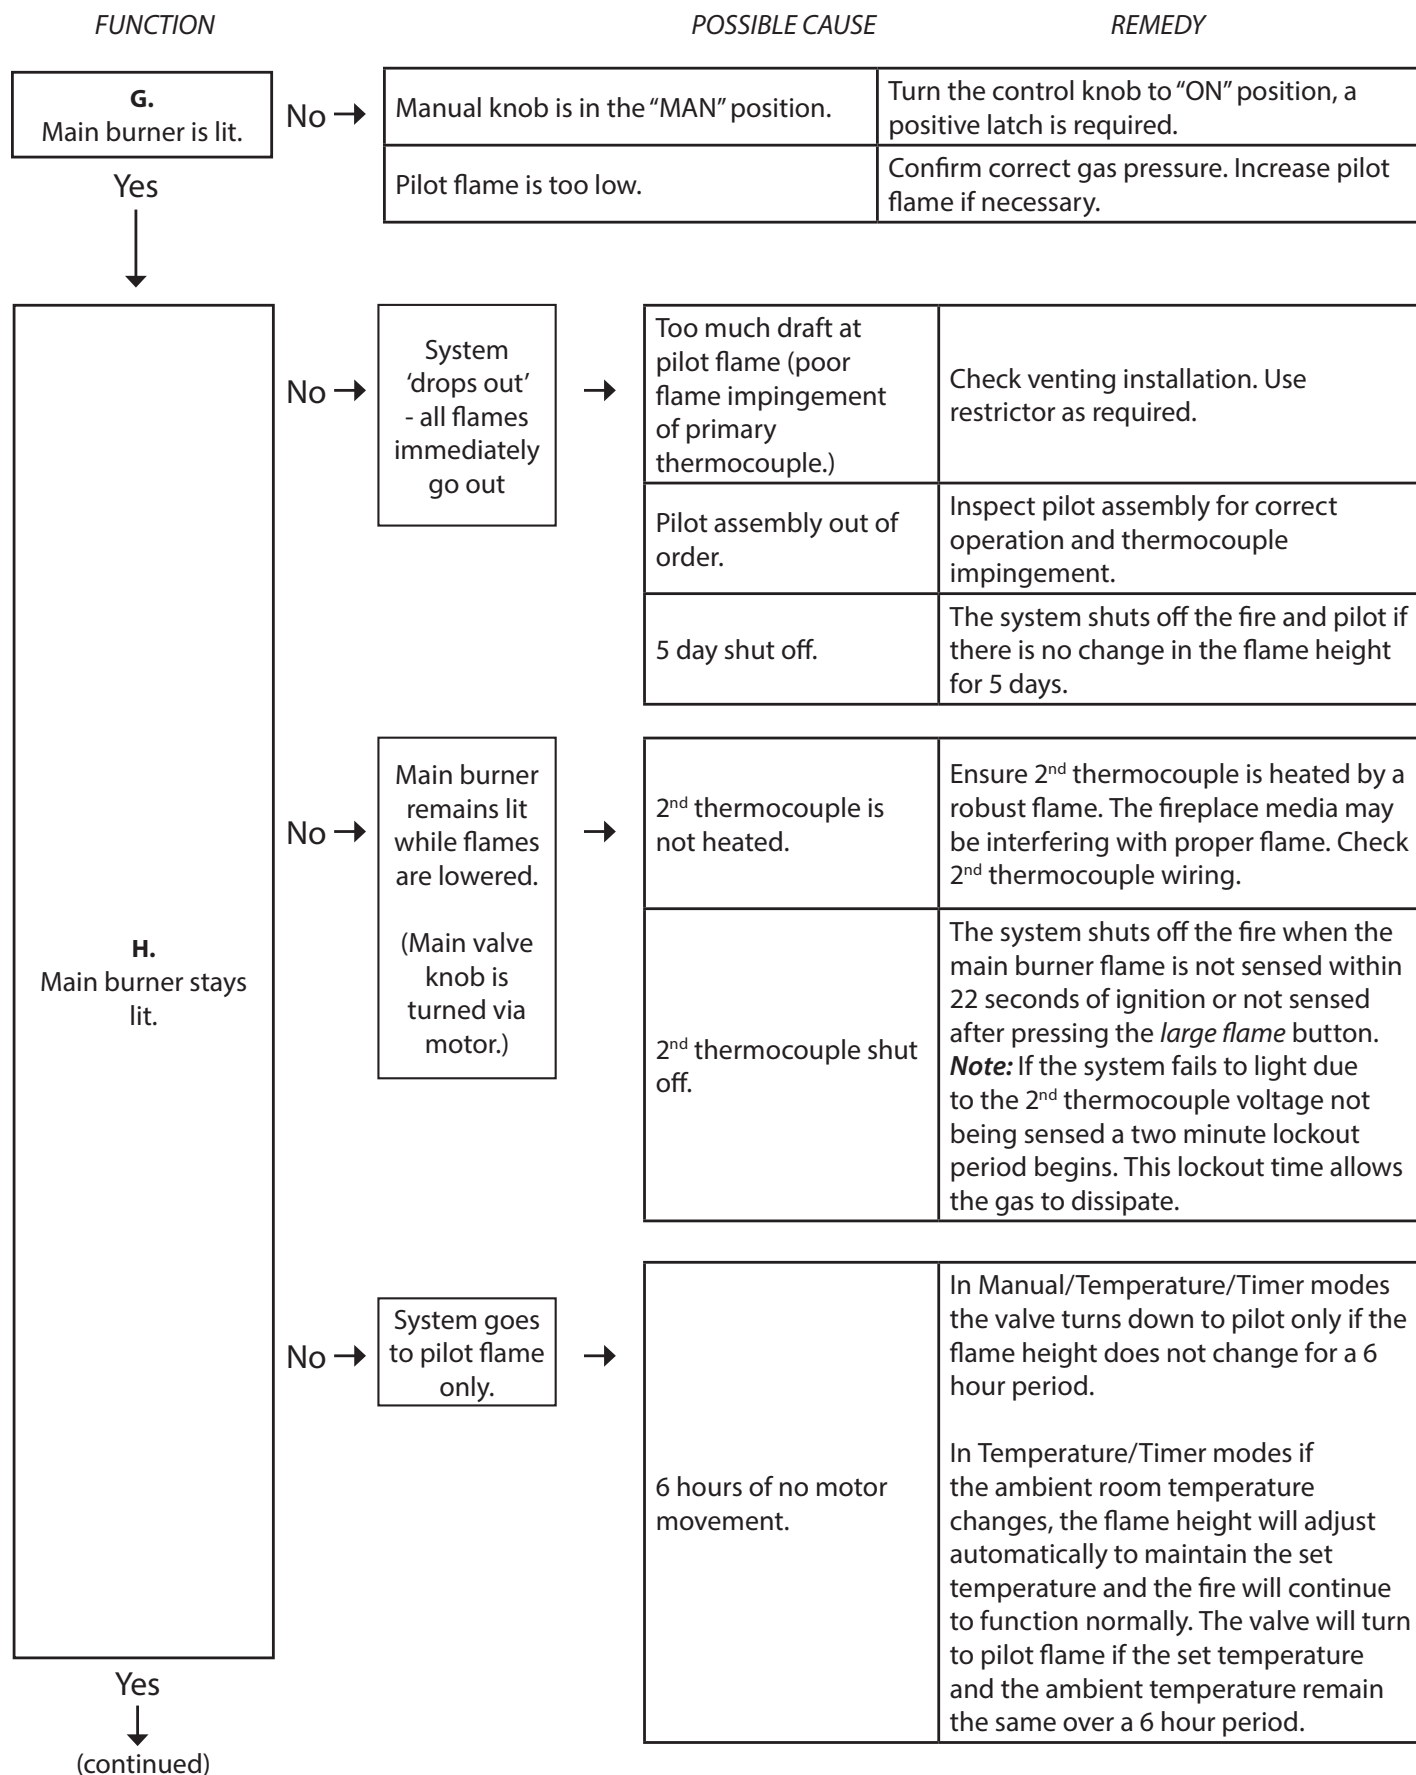 FUNCTION
POSSIBLE CAUSE
REMEDY
G.
Main burner is lit.
No
Manual knob is in the “MAN” position.
Turn the control knob to “ON” position, a
positive latch is required.
Pilot flame is too low.
Confirm correct gas pressure. Increase pilot
flame if necessary.
Yes
H.
Main burner stays
lit.
No
System
‘drops out’
- all flames
immediately
go out
Too much draft at
pilot flame (poor
flame impingement
of primary
thermocouple.)
Check venting installation. Use
restrictor as required.
Pilot assembly out of
order.
Inspect pilot assembly for correct
operation and thermocouple
impingement.
5 day shut off.
The system shuts off the fire and pilot if
there is no change in the flame height
for 5 days.
No
Main burner
remains lit
while flames
are lowered.
(Main valve
knob is
turned via
motor.)
2nd thermocouple is
not heated.
Ensure 2nd thermocouple is heated by a
robust flame. The fireplace media may
be interfering with proper flame. Check
2nd thermocouple wiring.
2nd thermocouple shut
off.
The system shuts off the fire when the
main burner flame is not sensed within
22 seconds of ignition or not sensed
after pressing the large flame button.
Note: If the system fails to light due
to the 2nd thermocouple voltage not
being sensed a two minute lockout
period begins. This lockout time allows
the gas to dissipate.
No
System goes
to pilot flame
only.
6 hours of no motor
movement.
In Manual/Temperature/Timer modes
the valve turns down to pilot only if the
flame height does not change for a 6
hour period.
In Temperature/Timer modes if
the ambient room temperature
changes, the flame height will adjust
automatically to maintain the set
temperature and the fire will continue
to function normally. The valve will turn
to pilot flame if the set temperature
and the ambient temperature remain
the same over a 6 hour period.
Yes
(continued)